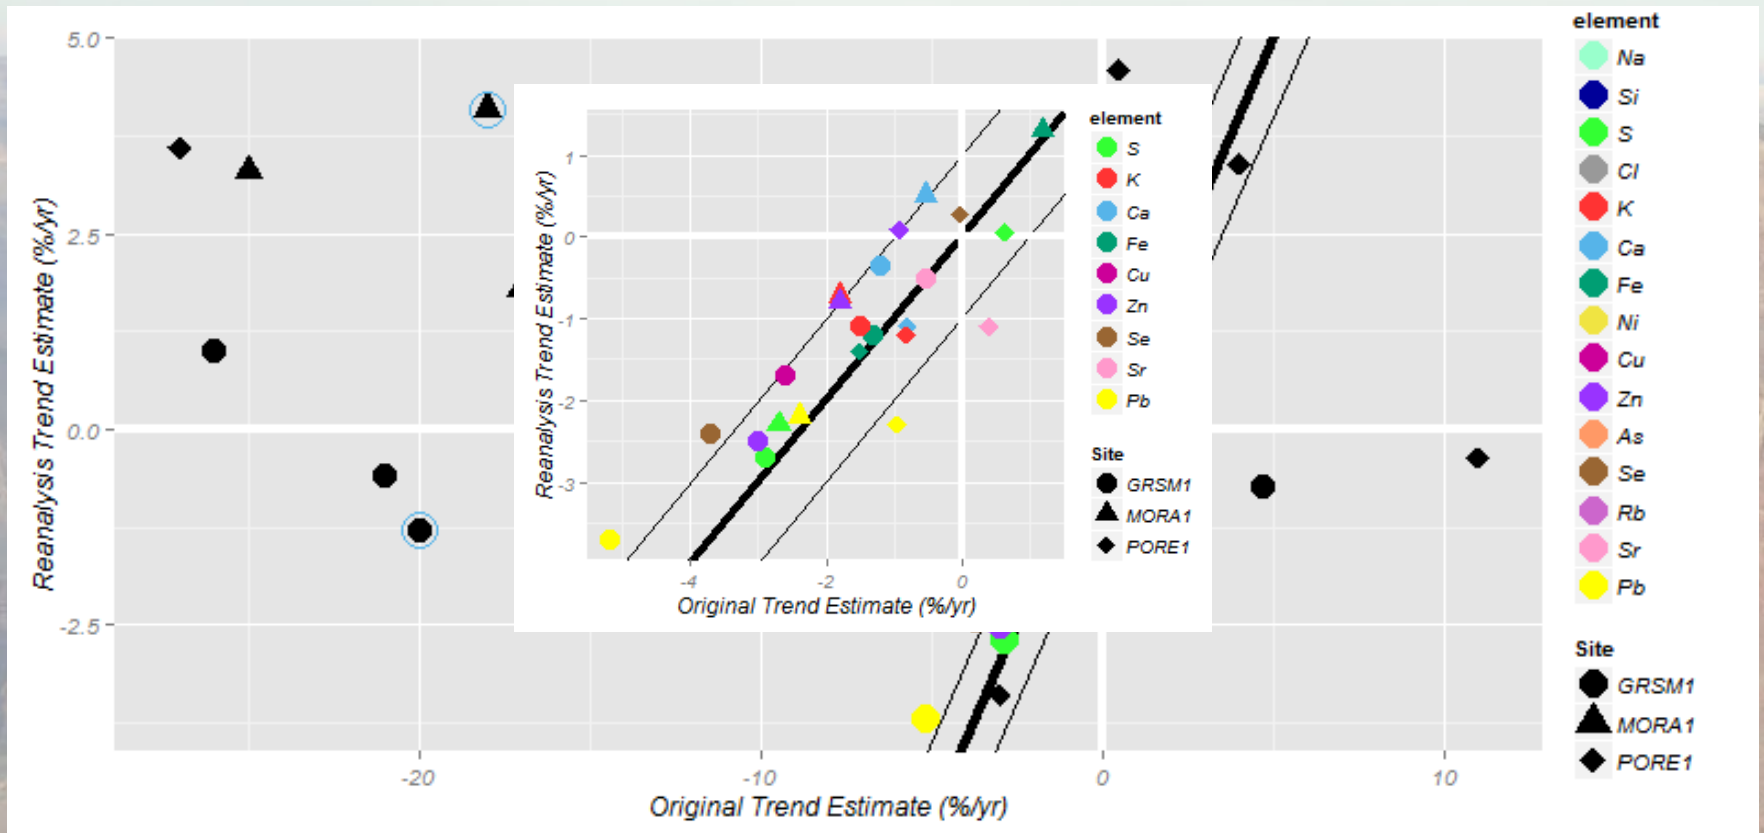 5.0
2.5
0.0
-2.5
Reanalysis Trend Estimate (%/yr)
-20
-10
0
10
Original Trend Estimate (%/yr)
1
0
-1
-2
-3
Reanalysis Trend Estimate (%/yr)
-4
-2
0
Original Trend Estimate (%/yr)
element
S
K
Ca
Fe
Cu
Zn
Se
Sr
Pb
Site
GRSM1
MORA1
PORE1
element
Na
Si
S
Cl
K
Ca
Fe
Ni
Cu
Zn
As
Se
Rb
Sr
Pb
Site
GRSM1
MORA1
PORE1